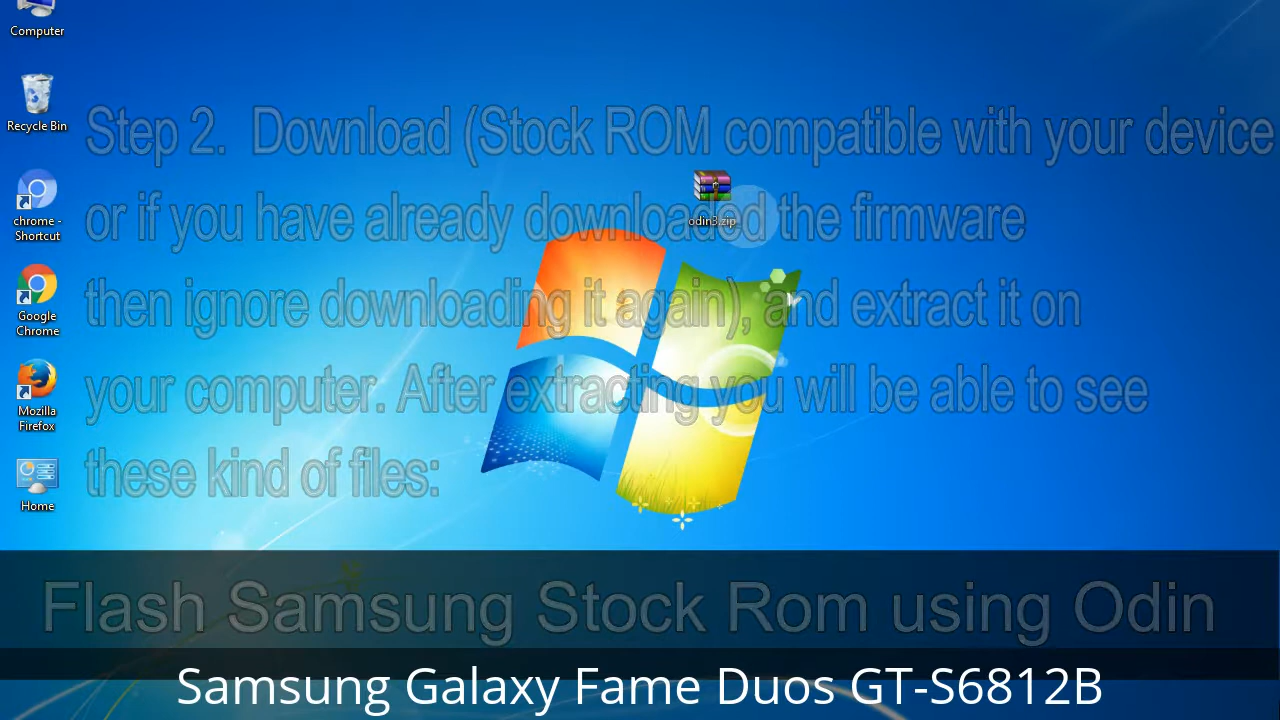 Computer
Recycle Bin
chrome -
Shortcut
Google
Chrome
Mozilla
Firefox
Home
odin3.zip
Step 2. Download (Stock ROM compatible with your device
or if you have already downloaded the firmware
then ignore downloading it again), and extract it on
your computer. After extracting you will be able to see
these kind of files:
Flash Samsung Stock Rom using Odin
Samsung Galaxy Fame Duos GT-S6812B